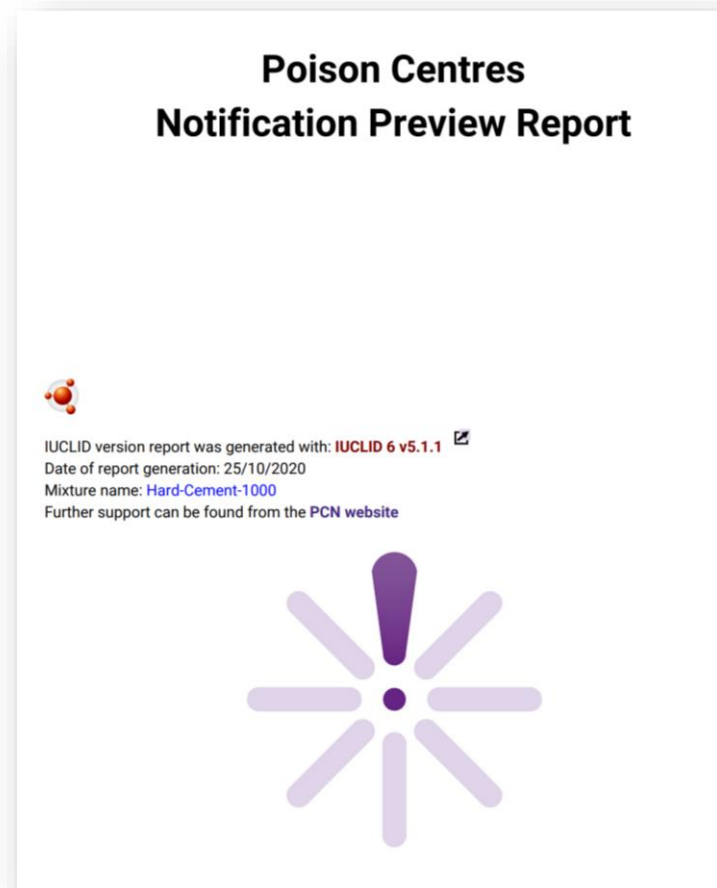 Poison Centres
Notification Preview Report
IUCLID version report was generated with: IUCLID 6 v5.1.1
Date of report generation: 25/10/2020
Mixture name: Hard-Cement-1000
Further support can be found from the PCN website